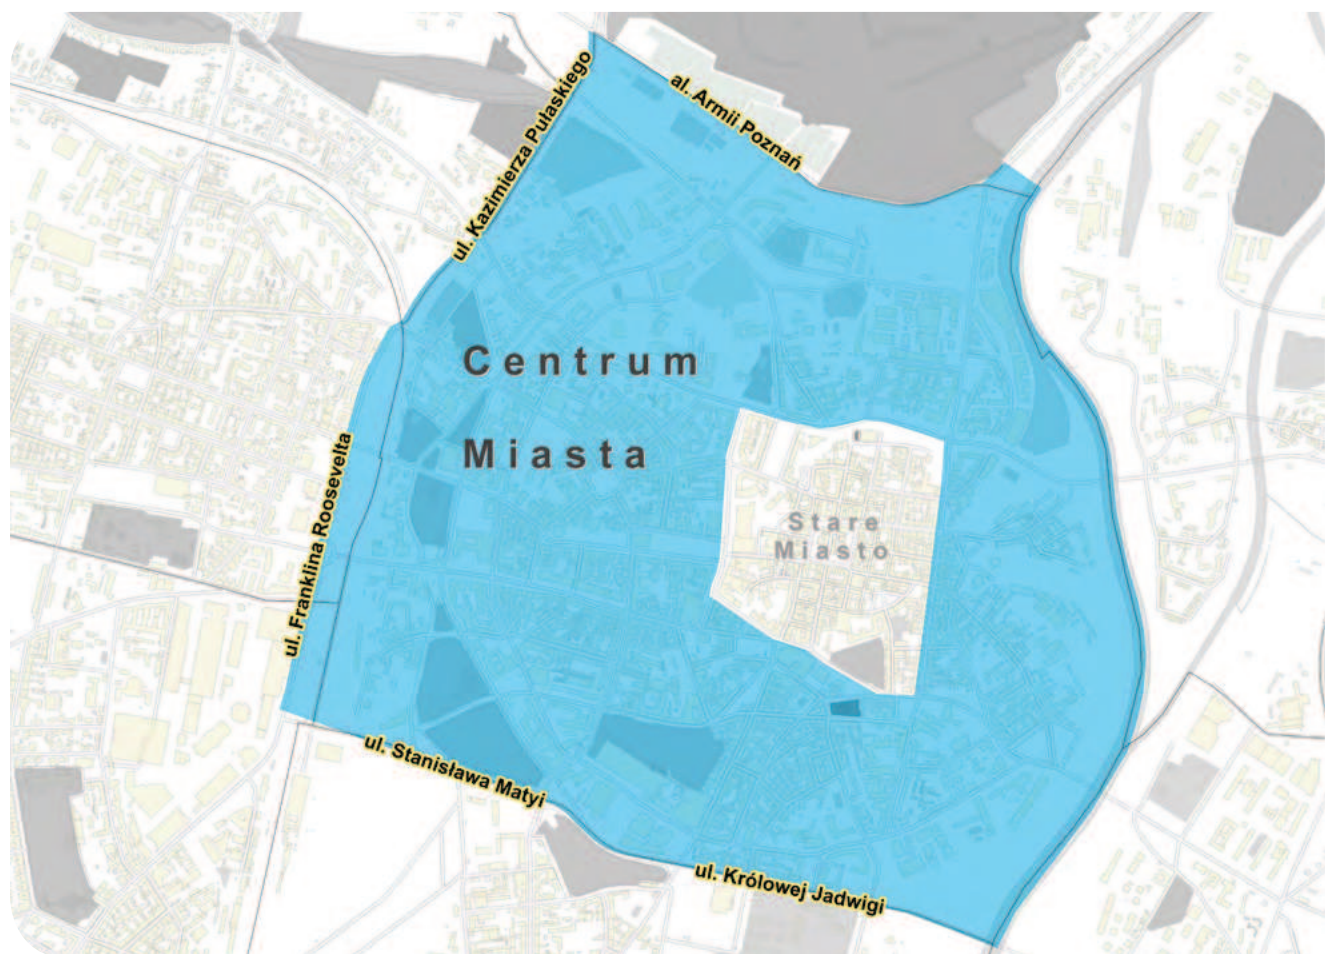 ul. Kazimierza Pułaskiego
al. Armii Poznań
Centrum
Miasta
ul. Franklina Roosevelta
Stare
Miasto
ul. Stanisława Matyi
ul. Królowej Jadwigi